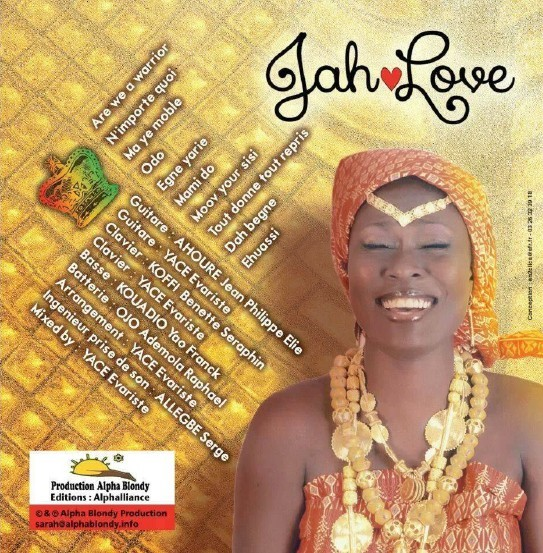 Jah Love
Are we a warrior
N'importe quoi
Ma ye moble
Odo
Egne yarie
Mami do
Moov your sisi
Tout donne tout repris
Dah begne
Ehuassi
Guitare : AHOURE Jean Philippe Elie
Guitare : YACE Evariste
Clavier : KOFFI Benette Seraphin
Clavier : YACE Evariste
Basse : KOUADIO Yao Franck
Batterie : OJO Ademola Raphael
Arrangement : YACE Evariste
Ingenieur prise de son : ALLEGBE Serge
Mixed by : YACE Evariste
Production Alpha Blondy
Editions : Alphalliance
©&℗ Alpha Blondy Production
sarah@alphablondy.info
Conception :